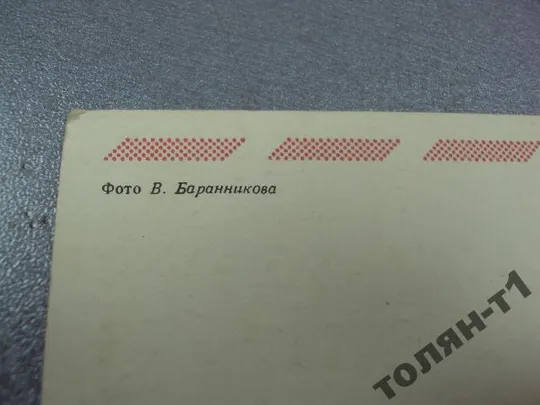 Фото В. Баранникова
толян-т1